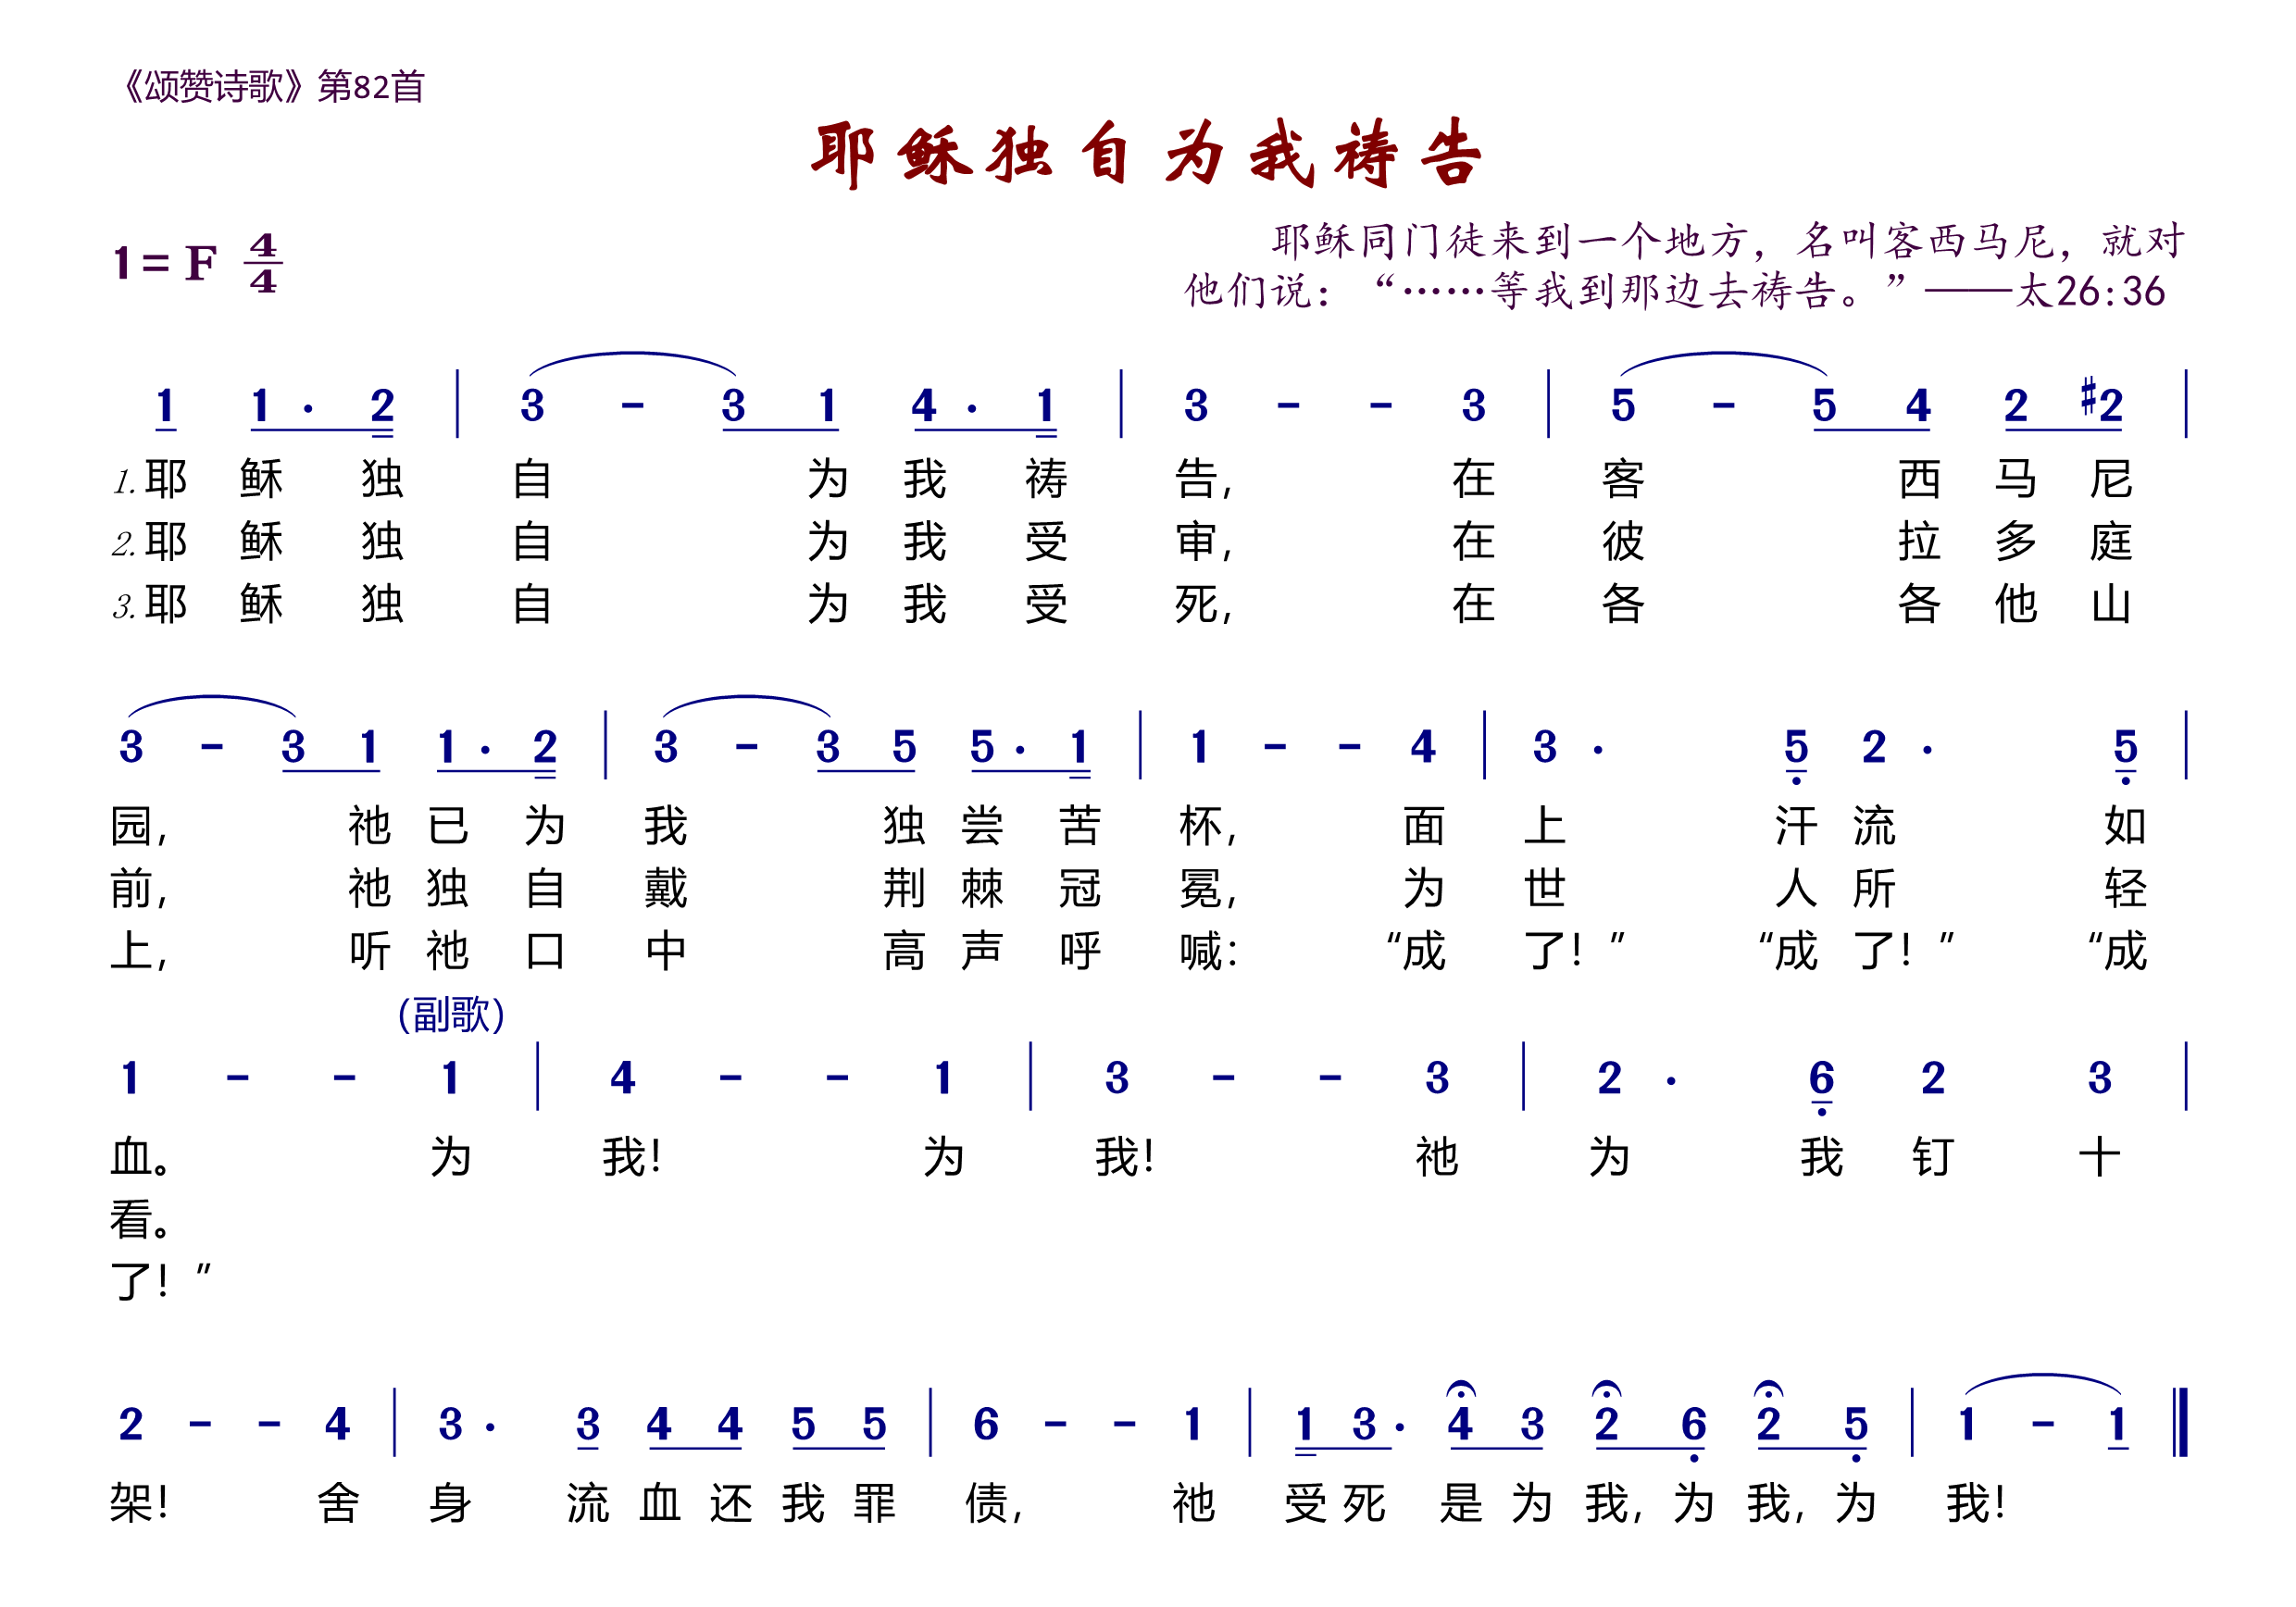 《颂赞诗歌》第82首
耶稣独自为我祷告
1= F 4/4
耶稣同门徒来到一个地方，名叫客西马尼，就对
他们说：“……等我到那边去祷告。”——太26:36
1 1 · 2 | 3 - 3 1 4 · 1 | 3 - - 3 | 5 - 5 4 2 #2 |
1. 耶 稣 独 自 为 我 祷 告， 在 客 西 马 尼
2. 耶 稣 独 自 为 我 受 审， 在 彼 拉 多 庭
3. 耶 稣 独 自 为 我 受 死， 在 各 各 他 山
3 - 3 1 1 · 2 | 3 - 3 5 5 · 1 | 1 - - 4 | 3 · 5 2 · 5 |
园， 祂 已 为 我 独 尝 苦 杯， 面 上 汗 流 如
前， 祂 独 自 戴 荆 棘 冠 冕， 为 世 人 所 轻
上， 听 祂 口 中 高 声 呼 喊： “成 了！” “成 了！” “成
(副歌)
1 - - 1 | 4 - - 1 | 3 - - 3 | 2 · 6 2 3 |
血。 为 我！ 为 我！ 祂 为 我 钉 十
看。
了！”
2 - - 4 | 3 · 3 4 4 5 5 | 6 - - 1 | 1 3 · 4 3 2 6 2 5 | 1 - 1 ‖
架！ 舍 身 流 血 还 我 罪 债， 祂 受 死 是 为 我， 为 我， 为 我！